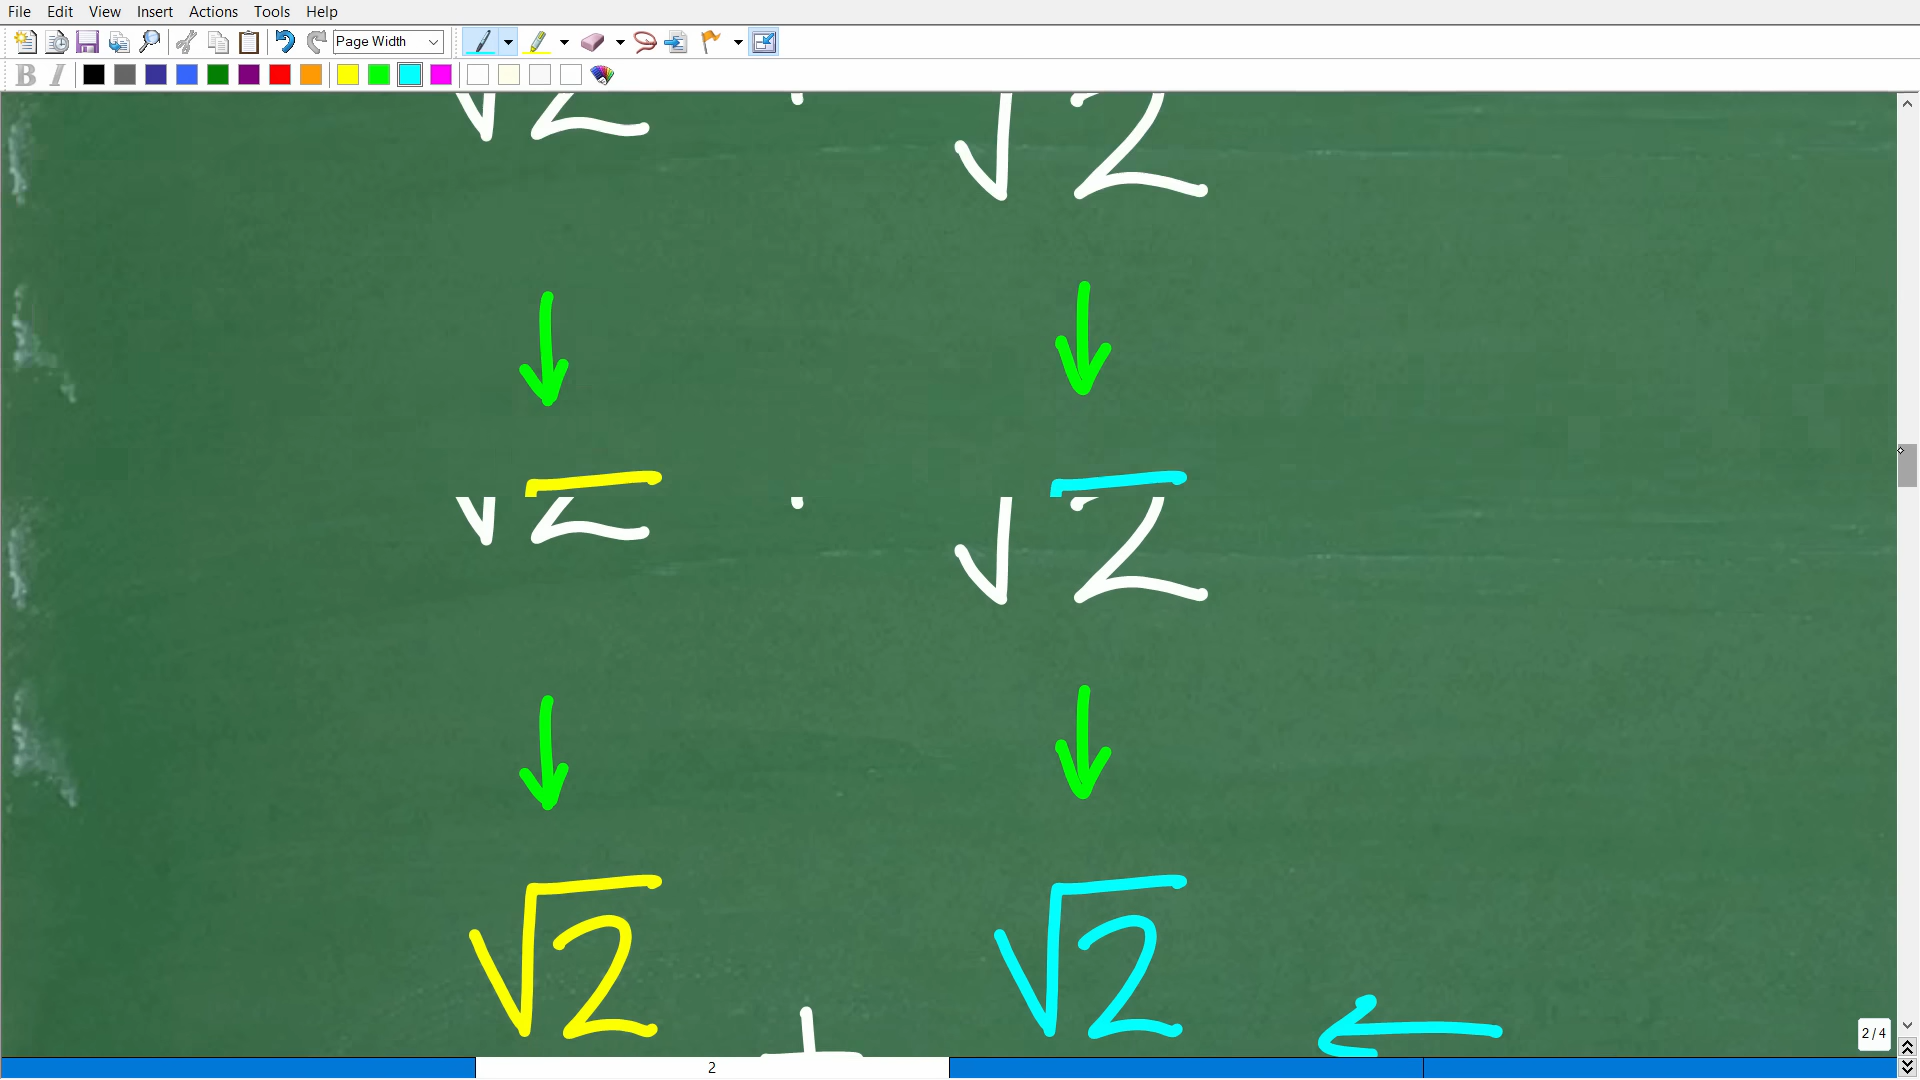 File Edit View Insert Actions Tools Help
Page Width
B I
√2 · √2
√2 · √2
√2 + √2
2 / 4
2